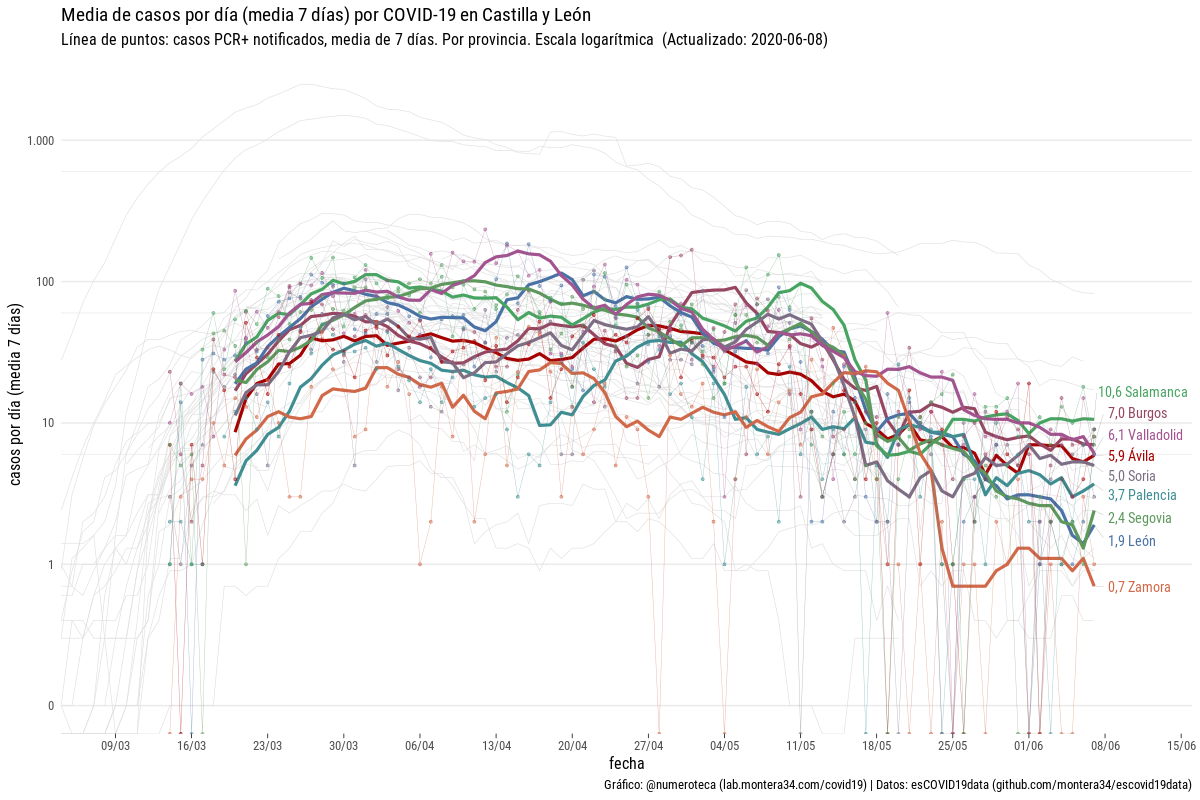 Media de casos por día (media 7 días) por COVID-19 en Castilla y León
Línea de puntos: casos PCR+ notificados, media de 7 días. Por provincia. Escala logarítmica  (Actualizado: 2020-06-08)
casos por día (media 7 días)
1.000
100
10
1
0
10,6 Salamanca
7,0 Burgos
6,1 Valladolid
5,9 Ávila
5,0 Soria
3,7 Palencia
2,4 Segovia
1,9 León
0,7 Zamora
09/03 16/03 23/03 30/03 06/04 13/04 20/04 27/04 04/05 11/05 18/05 25/05 01/06 08/06 15/06
fecha
Gráfico: @numeroteca (lab.montera34.com/covid19) | Datos: esCOVID19data (github.com/montera34/escovid19data)